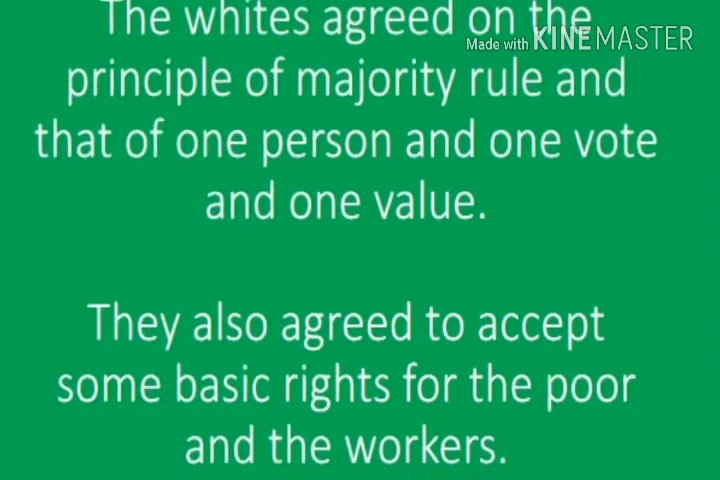 The whites agreed on the
Made with KINEMASTER
principle of majority rule and
that of one person and one vote
and one value.
They also agreed to accept
some basic rights for the poor
and the workers.